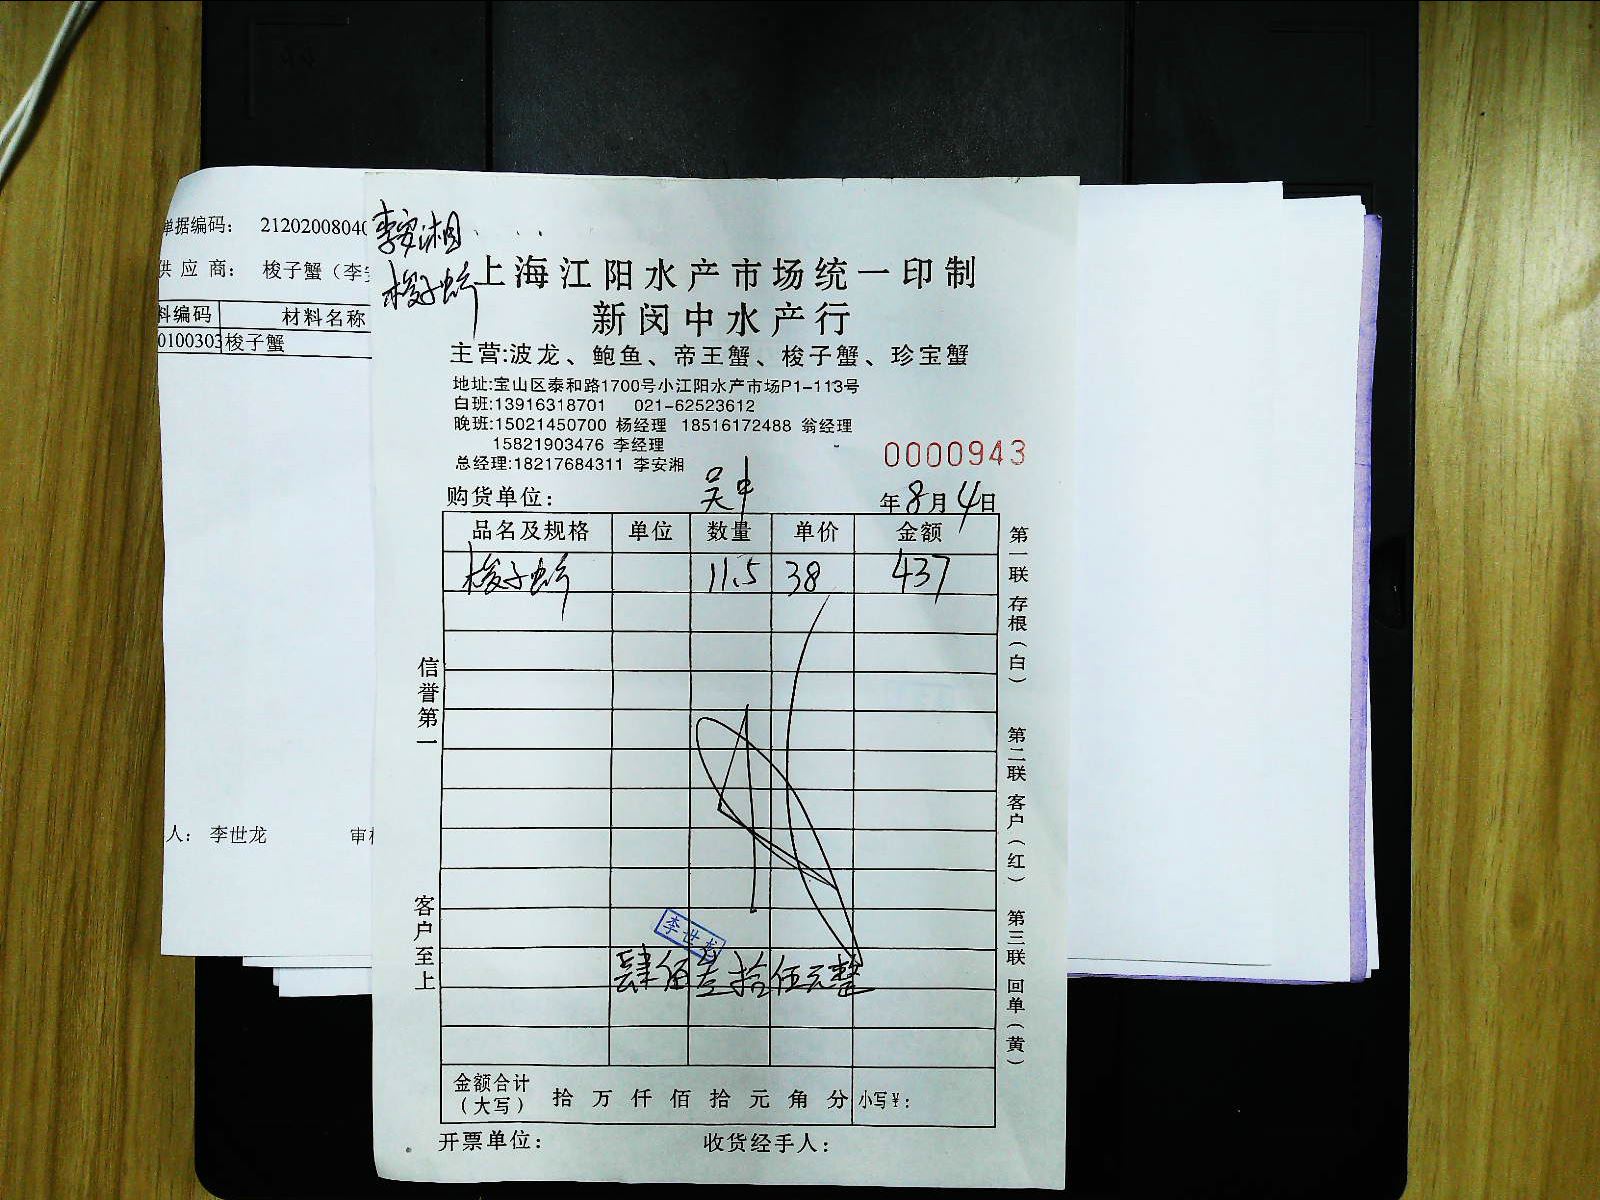 单据编码： 21202008040
供 应 商： 梭子蟹（李安
料编码 材料名称
0100303 梭子蟹
人： 李世龙 审核
李安湘
梭子蚧
上海江阳水产市场统一印制
新闵中水产行
主营:波龙、鲍鱼、帝王蟹、梭子蟹、珍宝蟹
地址:宝山区泰和路1700号小江阳水产市场P1-113号
白班:13916318701 021-62523612
晚班:15021450700 杨经理 18516172488 翁经理
15821903476 李经理
总经理:18217684311 李安湘
0000943
购货单位： 吴中 年8月4日
品名及规格 单位 数量 单价 金额
梭子蚧 11.5 38 437
信誉第一
客户至上
李世龙
肆佰叁拾伍元整
金额合计（大写） 拾 万 仟 佰 拾 元 角 分 小写¥：
开票单位： 收货经手人：
第一联 存根（白）
第二联 客户（红）
第三联 回单（黄）